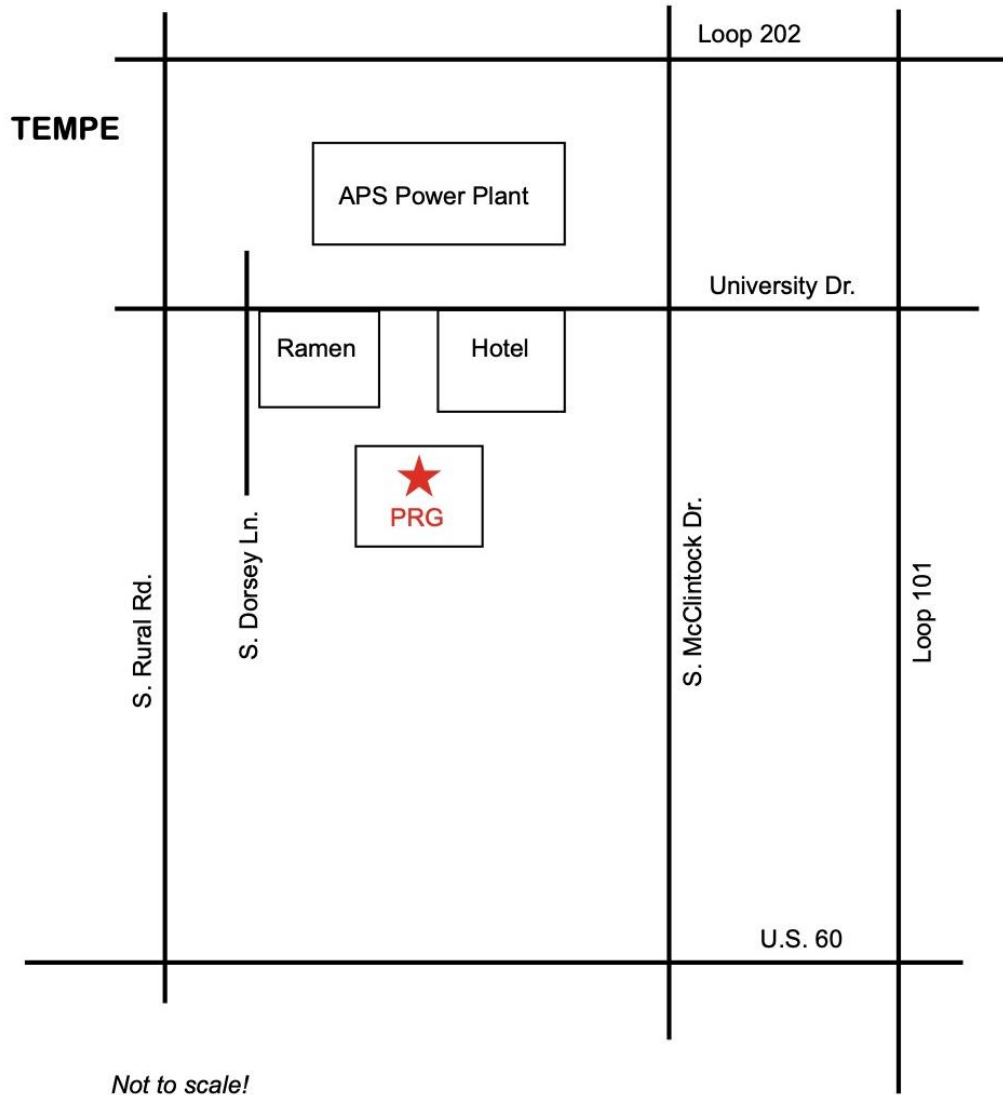 Loop 202
TEMPE
APS Power Plant
University Dr.
Ramen
Hotel
PRG
S. Rural Rd.
S. Dorsey Ln.
S. McClintock Dr.
Loop 101
U.S. 60
Not to scale!